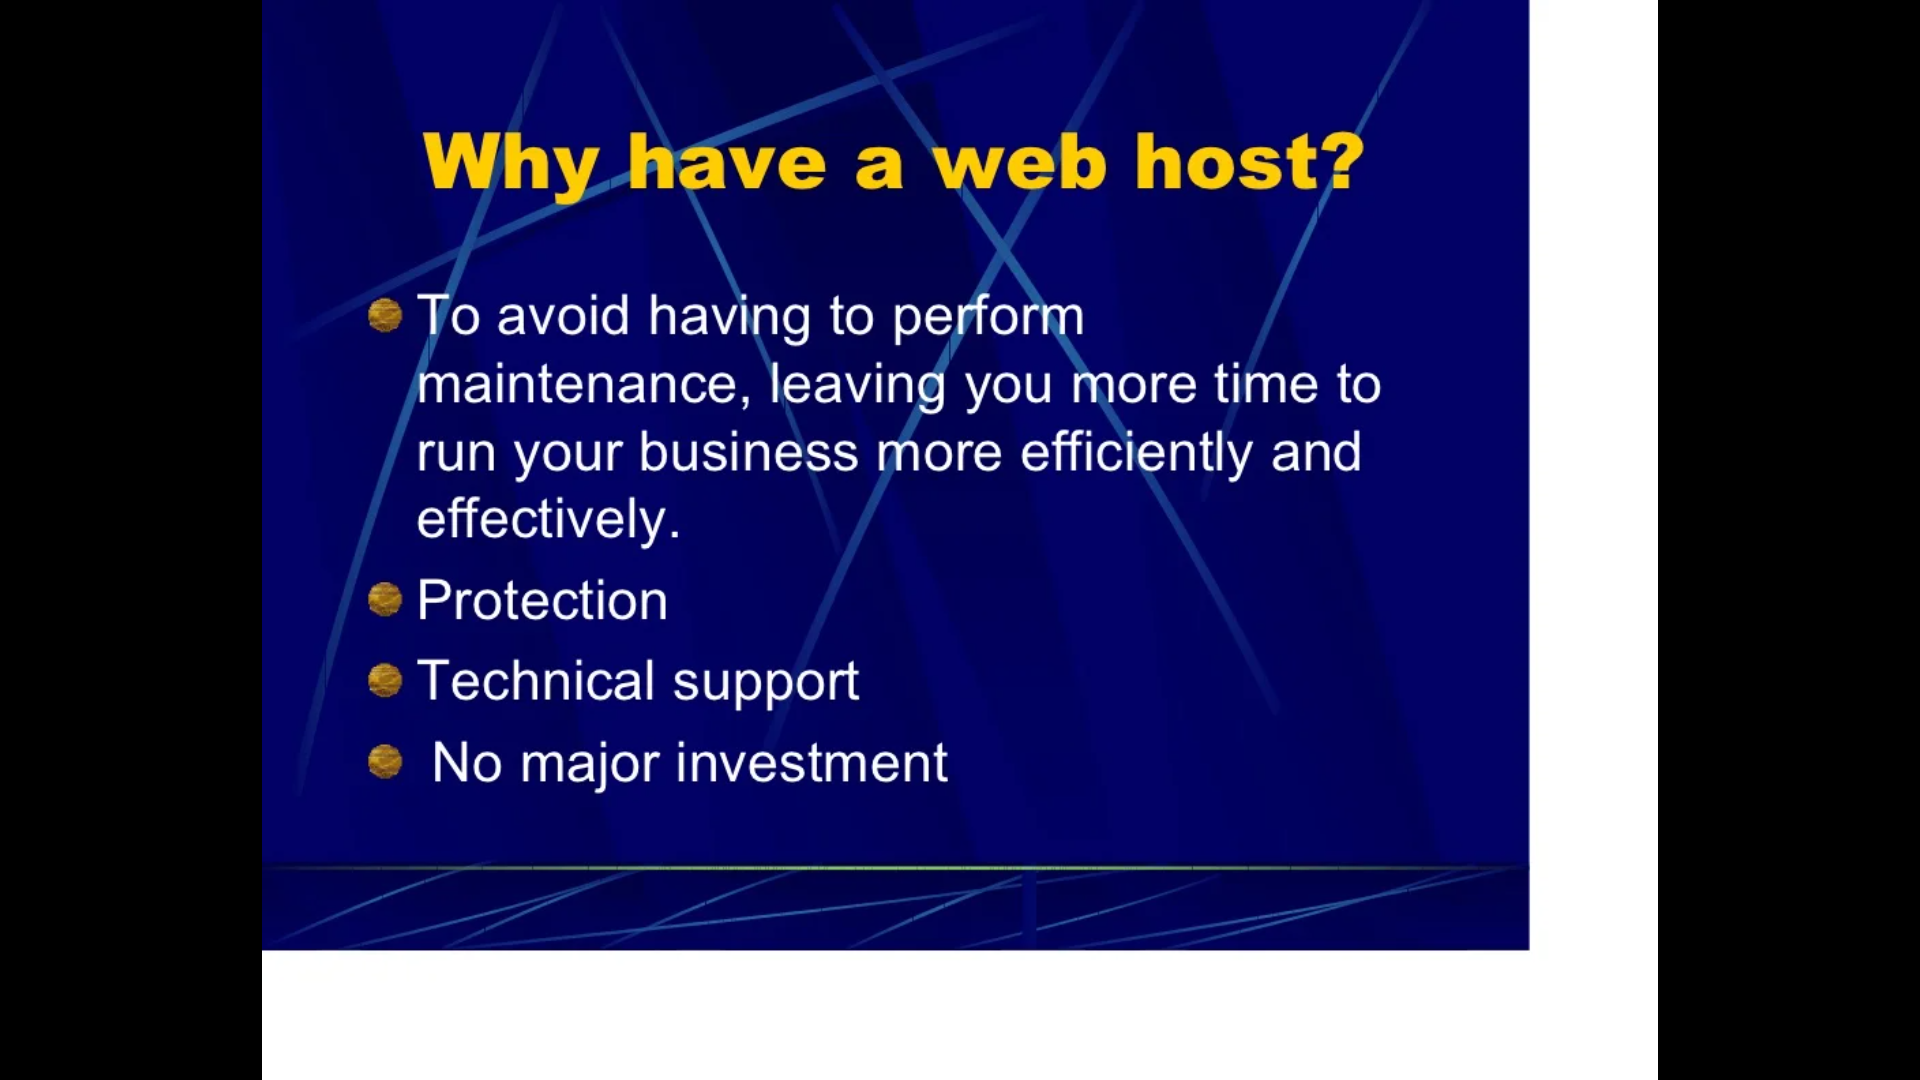 Why have a web host?
To avoid having to perform
maintenance, leaving you more time to
run your business more efficiently and
effectively.
Protection
Technical support
No major investment